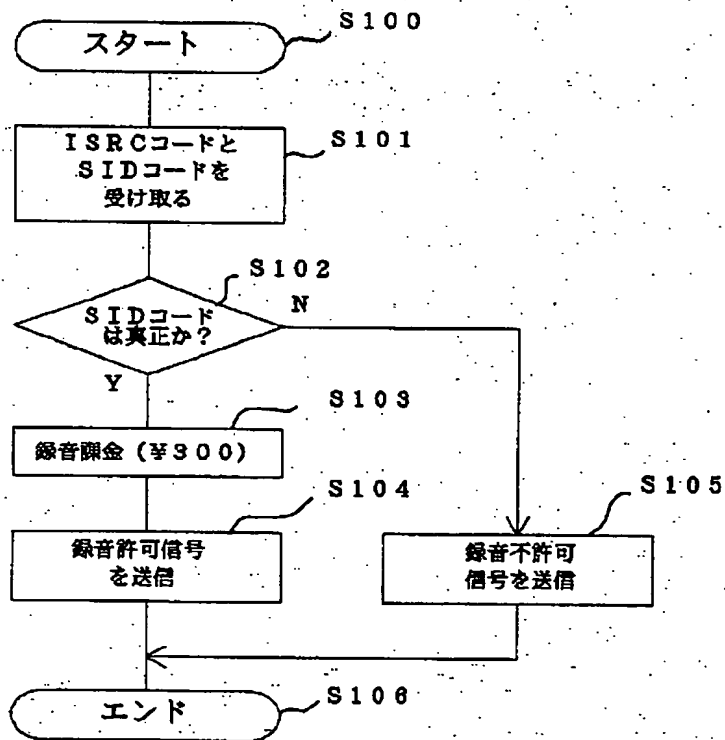 S100
スタート
ISRCコードと
SIDコードを
受け取る
S101
S102
SIDコード
は真正か？
N
Y
S103
録音課金（¥300）
S104
録音許可信号
を送信
S105
録音不許可
信号を送信
エンド
S106